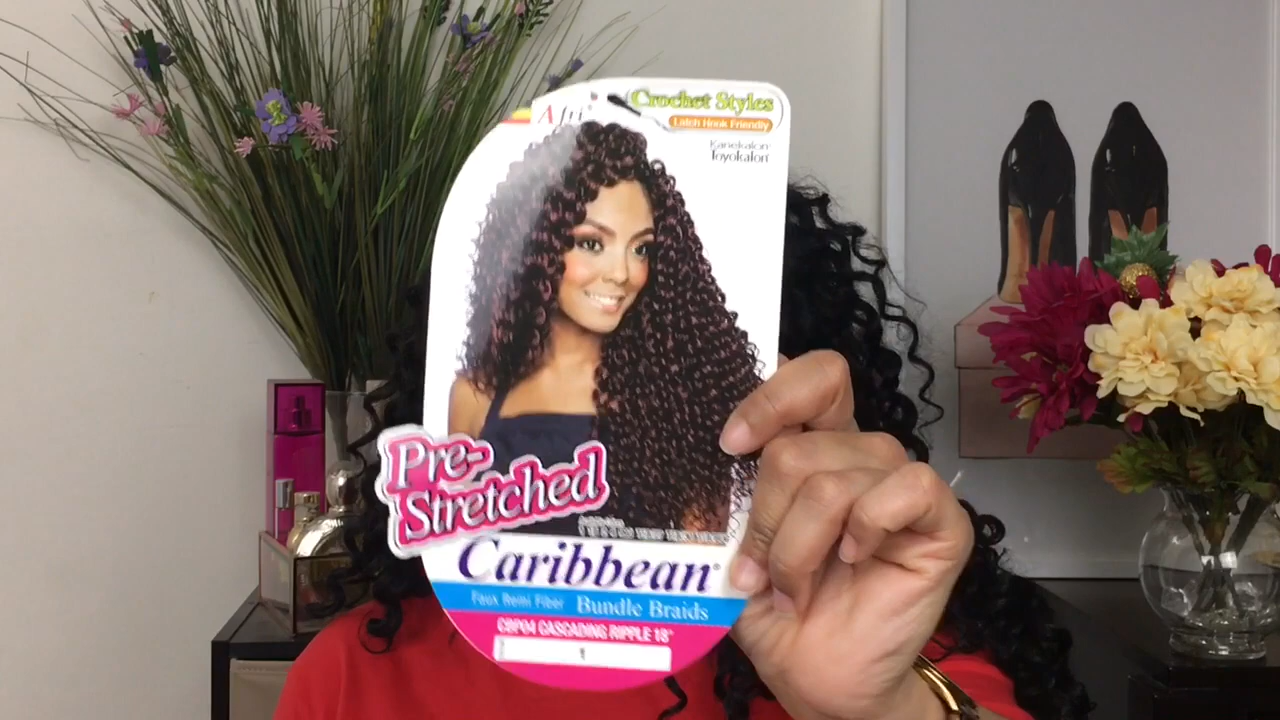 Afri
Crochet Styles
Latch Hook Friendly
Kanekalon
Toyokalon
Pre-
Stretched
Caribbean®
Faux Remi Fiber Bundle Braids
CBP04 CASCADING RIPPLE 18"
1